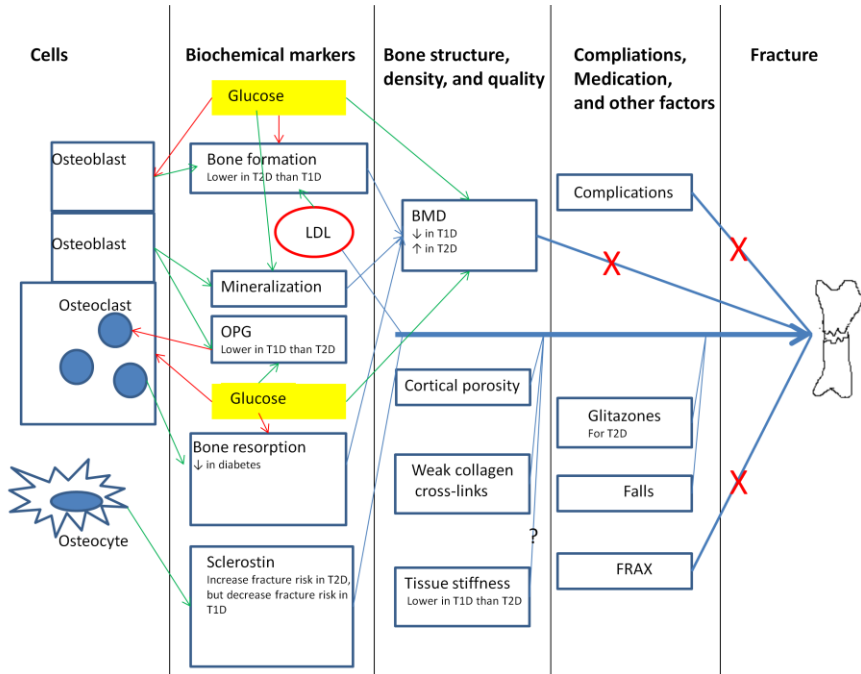 Cells
Biochemical markers
Bone structure,
density, and quality
Compliations,
Medication,
and other factors
Fracture
Glucose
Osteoblast
Bone formation
Lower in T2D than T1D
LDL
Osteoblast
Mineralization
Osteoclast
OPG
Lower in T1D than T2D
Glucose
Bone resorption
↓ in diabetes
Osteocyte
Sclerostin
Increase fracture risk in T2D,
but decrease fracture risk in
T1D
BMD
↓ in T1D
↑ in T2D
Cortical porosity
Weak collagen
cross-links
?
Tissue stiffness
Lower in T1D than T2D
Complications
X
X
Glitazones
For T2D
Falls
X
FRAX